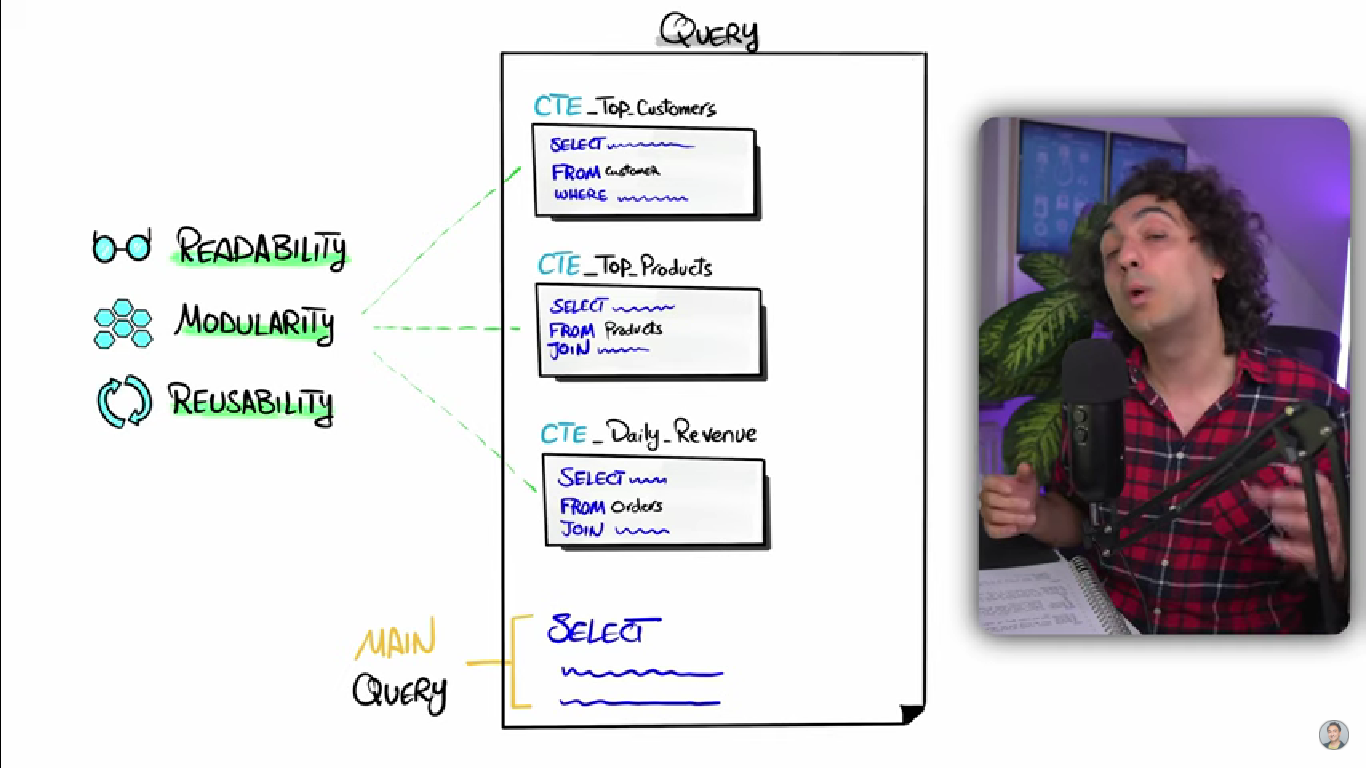 QUERY
CTE_Top_Customers
SELECT
FROM Customer
WHERE
READABILITY
MODULARITY
REUSABILITY
CTE_Top_Products
SELECT
FROM Products
JOIN
CTE_Daily_Revenue
SELECT
FROM Orders
JOIN
MAIN
QUERY
SELECT